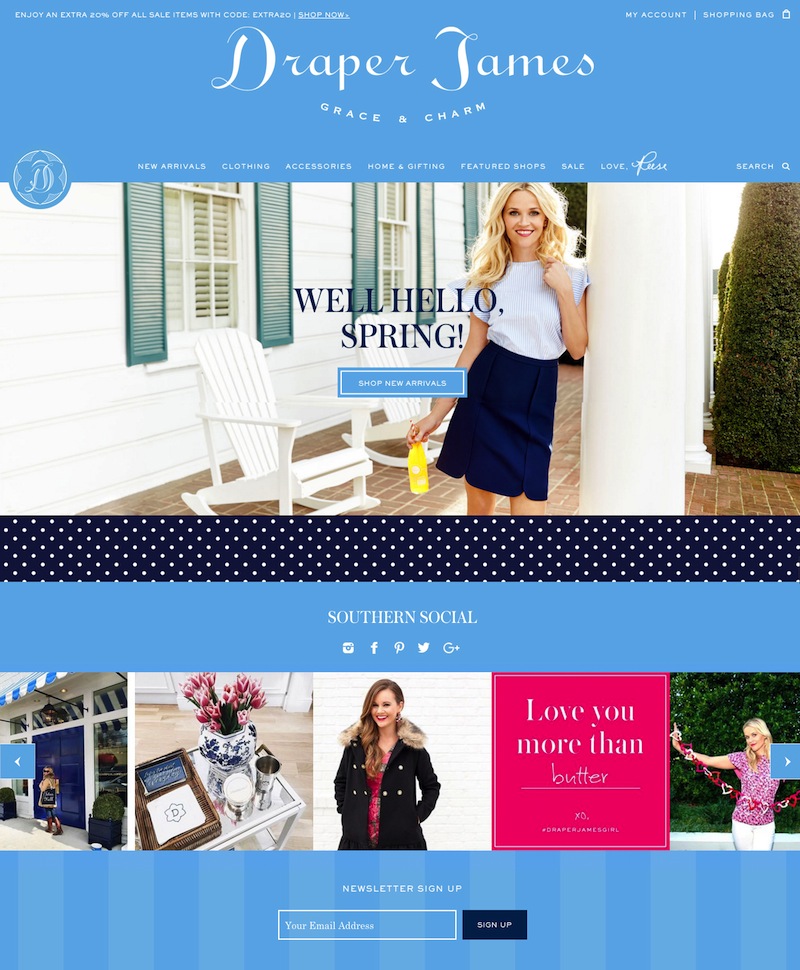 ENJOY AN EXTRA 20% OFF ALL SALE ITEMS WITH CODE: EXTRA20 | SHOP NOW>
MY ACCOUNT | SHOPPING BAG
Draper James
GRACE & CHARM
NEW ARRIVALS CLOTHING ACCESSORIES HOME & GIFTING FEATURED SHOPS SALE LOVE, Reese SEARCH
WELL HELLO,
SPRING!
SHOP NEW ARRIVALS
SOUTHERN SOCIAL
Love you
more than
butter
XO,
#DRAPERJAMESGIRL
NEWSLETTER SIGN UP
Your Email Address
SIGN UP